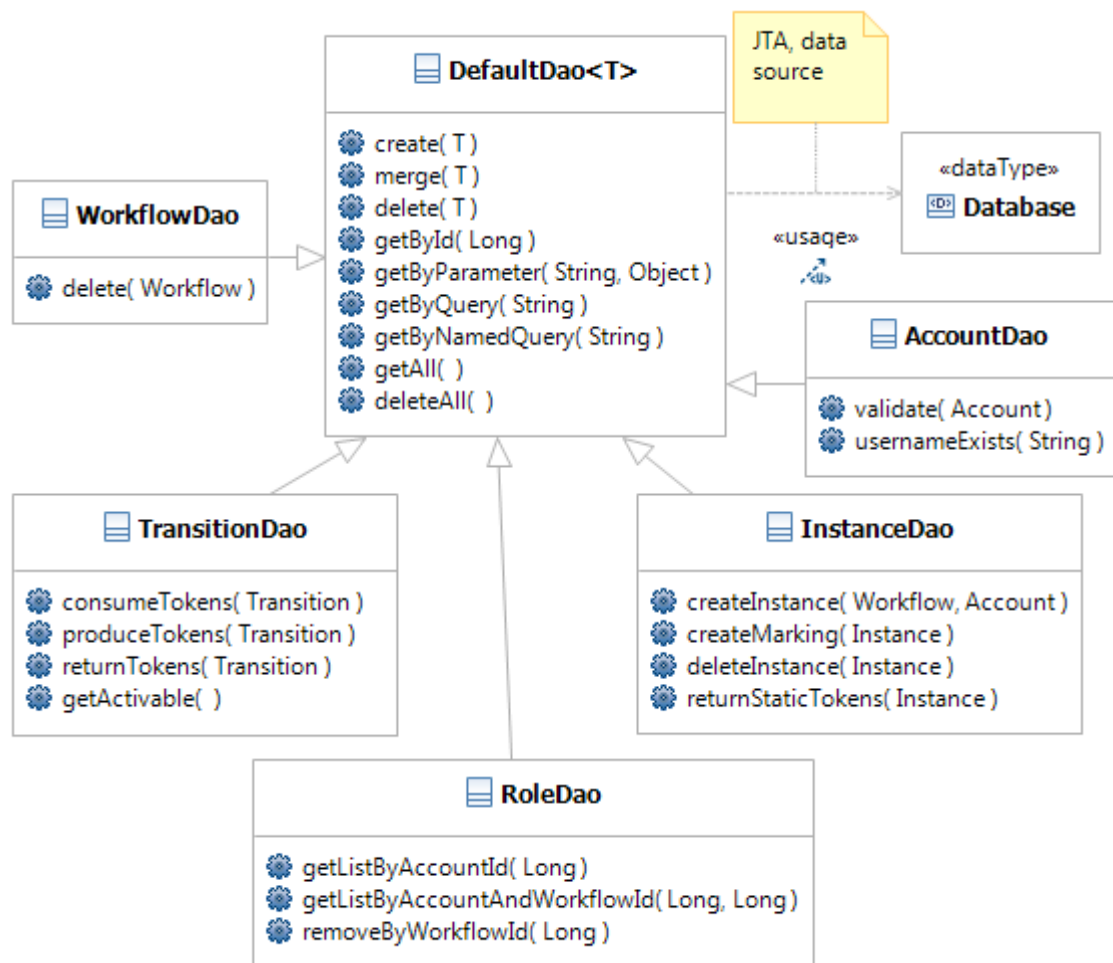 JTA, data
source
DefaultDao<T>
create( T )
merge( T )
delete( T )
getById( Long )
getByParameter( String, Object )
getByQuery( String )
getByNamedQuery( String )
getAll(  )
deleteAll(  )
«dataType»
<D> Database
«usage»
<U>
WorkflowDao
delete( Workflow )
AccountDao
validate( Account )
usernameExists( String )
TransitionDao
consumeTokens( Transition )
produceTokens( Transition )
returnTokens( Transition )
getActivable(  )
InstanceDao
createInstance( Workflow, Account )
createMarking( Instance )
deleteInstance( Instance )
returnStaticTokens( Instance )
RoleDao
getListByAccountId( Long )
getListByAccountAndWorkflowId( Long, Long )
removeByWorkflowId( Long )